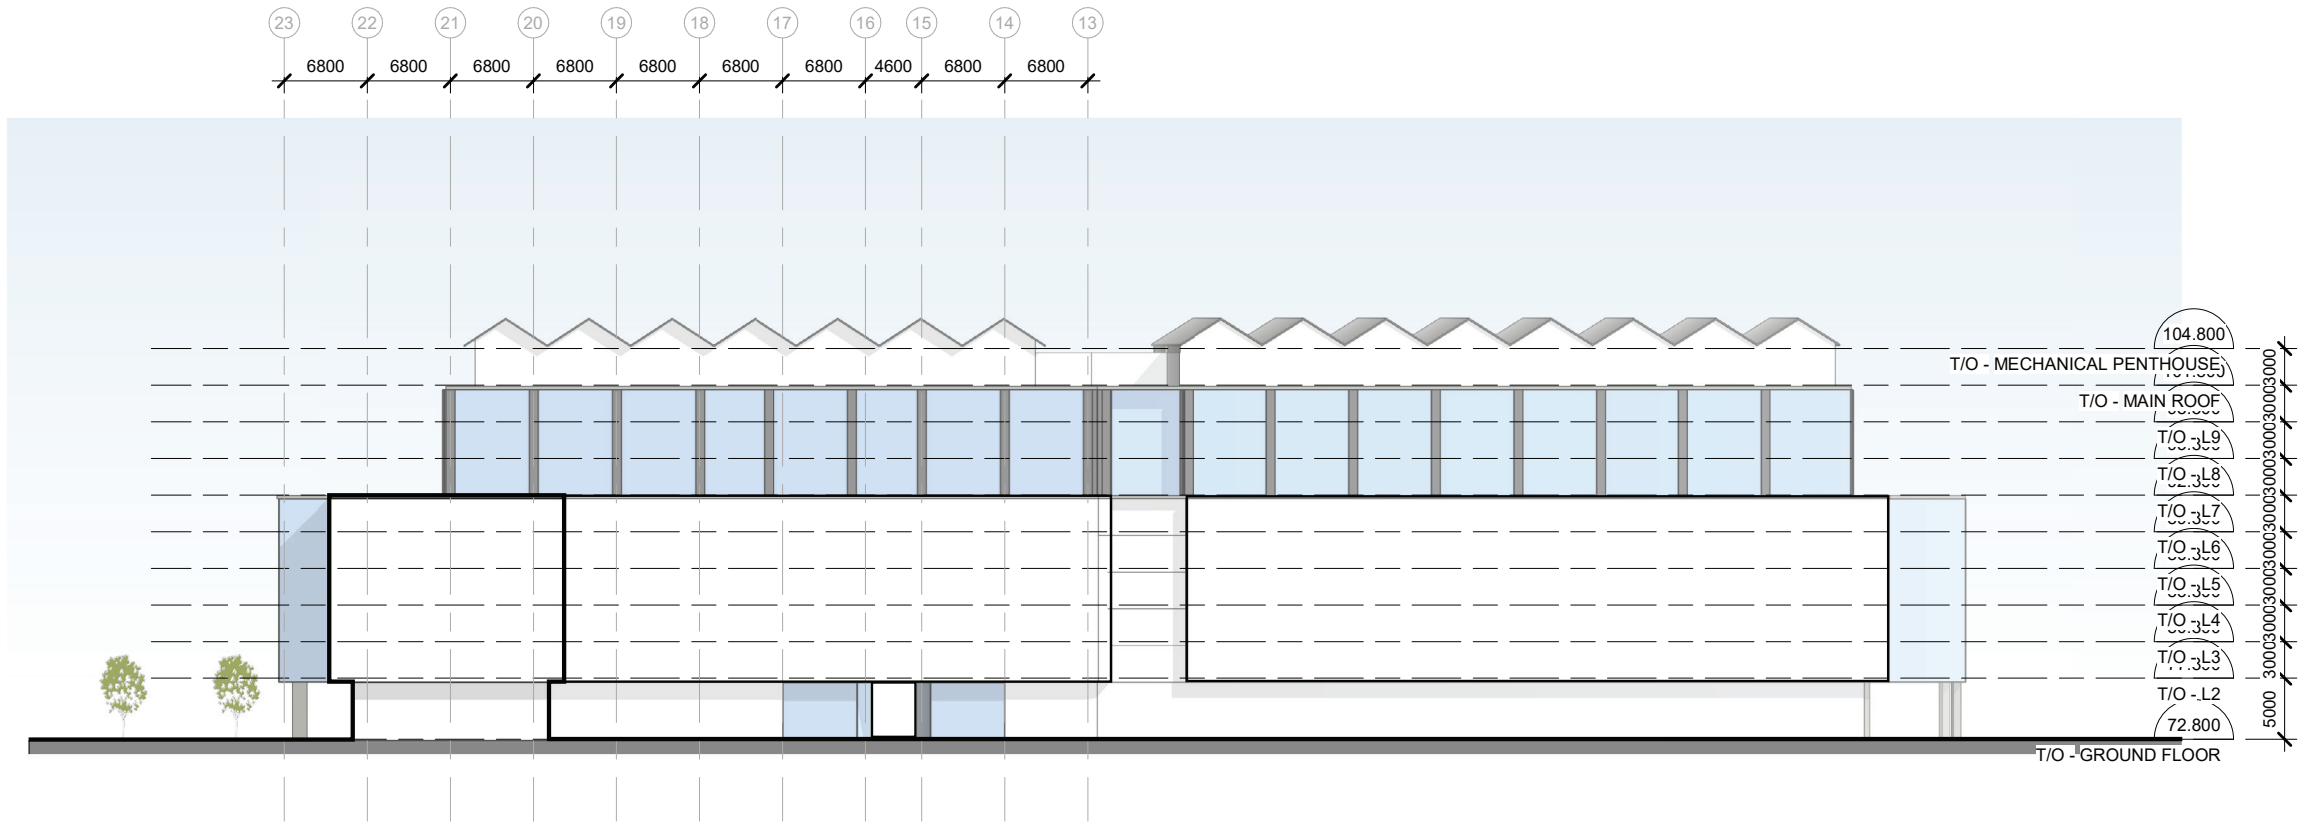 23 22 21 20 19 18 17 16 15 14 13
6800 6800 6800 6800 6800 6800 6800 4600 6800 6800
104.800
T/O - MECHANICAL PENTHOUSE
3000
T/O - MAIN ROOF
3000
T/O - L9
3000
T/O - L8
3000
T/O - L7
3000
T/O - L6
3000
T/O - L5
3000
T/O - L4
3000
T/O - L3
3000
T/O - L2
5000
72.800
T/O - GROUND FLOOR